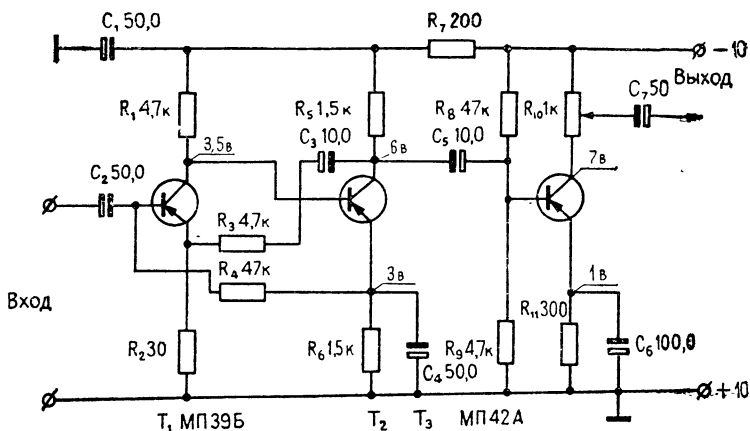 C₁ 50,0
R₇ 200
− 10
Выход
C₇ 50
R₁ 4,7к
R₅ 1,5к
R₈ 47к
R₁₀ 1к
C₃ 10,0
C₅ 10,0
3,5в
6в
7в
C₂ 50,0
R₃ 4,7к
R₄ 47к
3в
1в
Вход
R₁₁ 300
R₂ 30
R₆ 1,5к
R₉ 4,7к
C₆ 100,0
C₄ 50,0
+ 10
T₁ МП39Б
T₂
T₃
МП42А